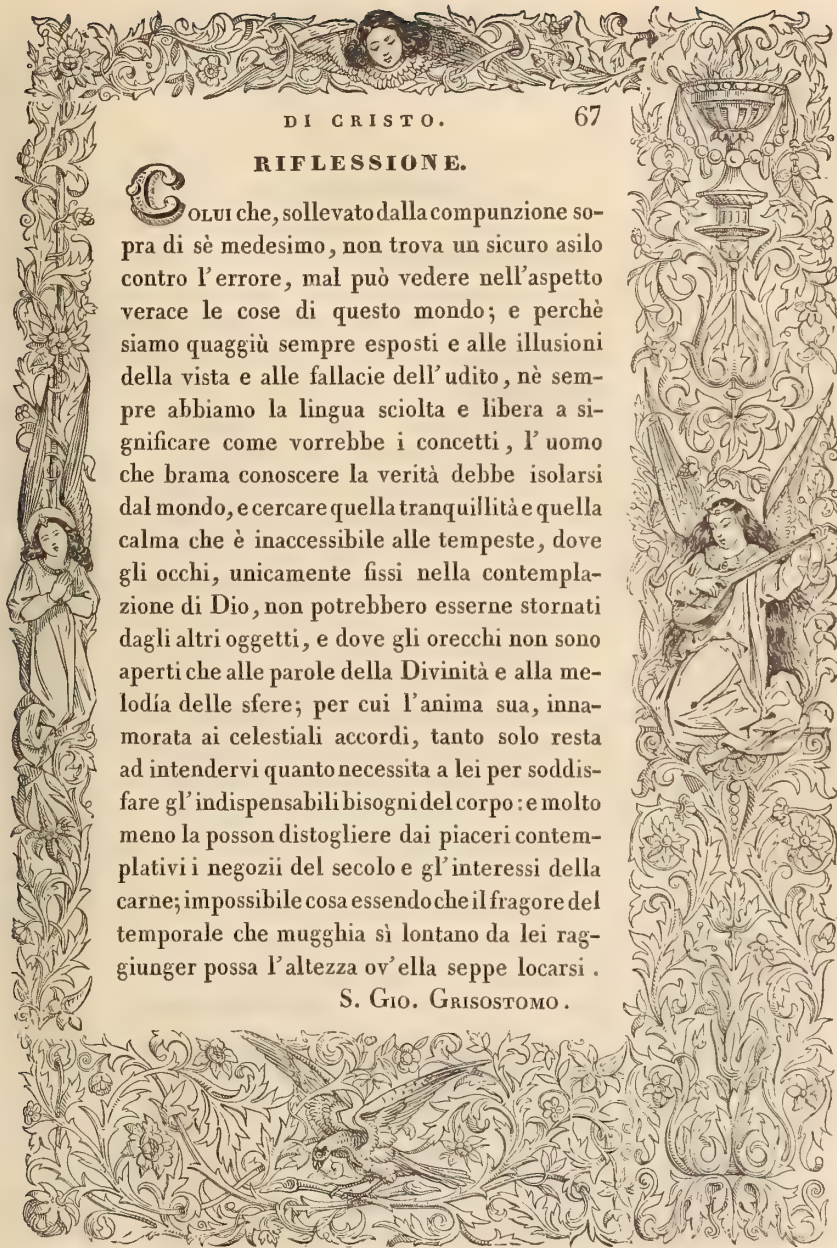 DI CRISTO. 67
RIFLESSIONE.
COLUI che, sollevato dalla compunzione so-
pra di sè medesimo, non trova un sicuro asilo
contro l'errore, mal può vedere nell'aspetto
verace le cose di questo mondo; e perchè
siamo quaggiù sempre esposti e alle illusioni
della vista e alle fallacie dell'udito, nè sem-
pre abbiamo la lingua sciolta e libera a si-
gnificare come vorrebbe i concetti, l'uomo
che brama conoscere la verità debbe isolarsi
dal mondo, e cercare quella tranquillità e quella
calma che è inaccessibile alle tempeste, dove
gli occhi, unicamente fissi nella contempla-
zione di Dio, non potrebbero esserne stornati
dagli altri oggetti, e dove gli orecchi non sono
aperti che alle parole della Divinità e alla me-
lodía delle sfere; per cui l'anima sua, inna-
morata ai celestiali accordi, tanto solo resta
ad intendervi quanto necessita a lei per soddis-
fare gl'indispensabili bisogni del corpo: e molto
meno la posson distogliere dai piaceri contem-
plativi i negozii del secolo e gl'interessi della
carne; impossibile cosa essendo che il fragore del
temporale che mugghia sì lontano da lei rag-
giunger possa l'altezza ov'ella seppe locarsi.
S. GIO. GRISOSTOMO.